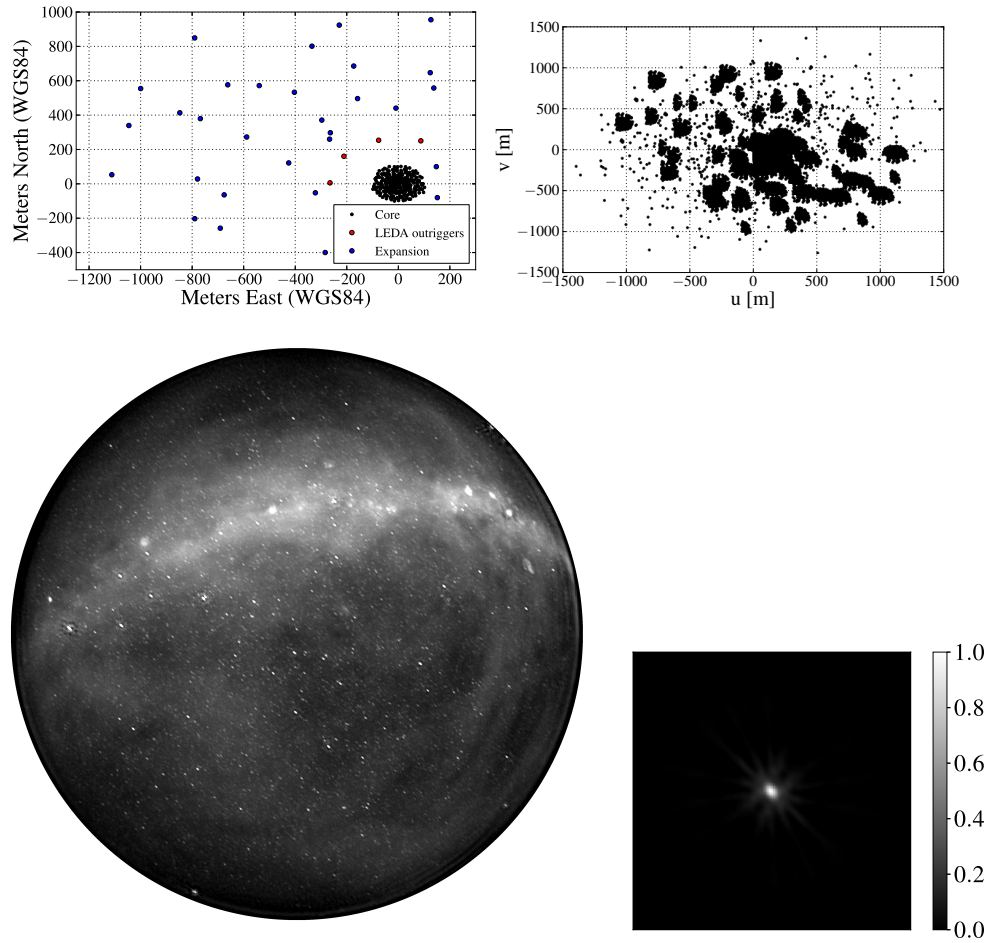 1000
800
600
400
200
0
−200
−400
Meters North (WGS84)
−1200 −1000 −800 −600 −400 −200 0 200
Meters East (WGS84)
Core
LEDA outriggers
Expansion
1500
1000
500
0
−500
−1000
−1500
v [m]
−1500 −1000 −500 0 500 1000 1500
u [m]
1.0
0.8
0.6
0.4
0.2
0.0